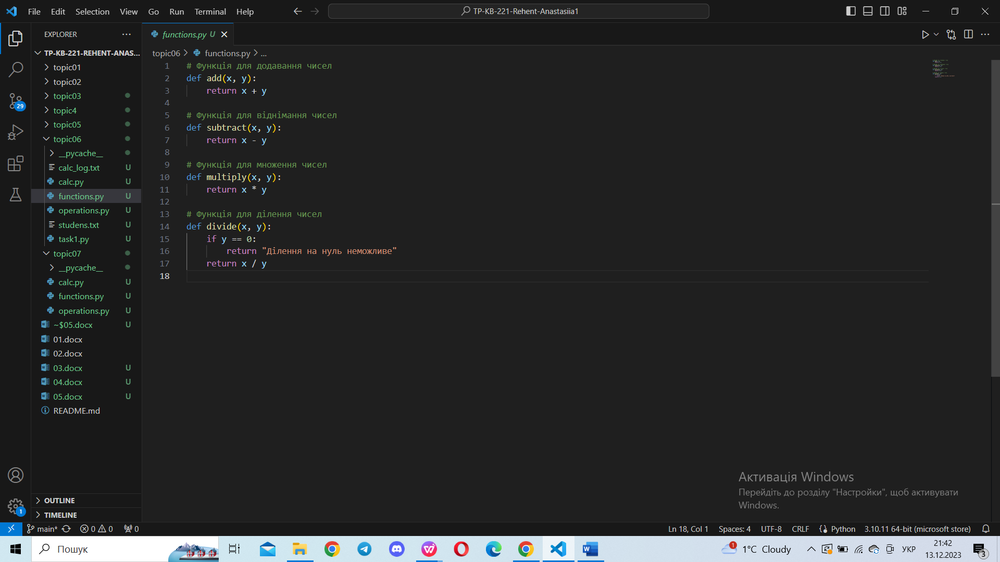 File Edit Selection View Go Run Terminal Help
TP-KB-221-Rehent-Anastasiia1
EXPLORER
functions.py U
TP-KB-221-REHENT-ANAS...
topic01
topic02
topic03
topic4
topic05
topic06
__pycache__
calc_log.txt U
calc.py U
functions.py U
operations.py U
studens.txt U
task1.py U
topic07
__pycache__
calc.py U
functions.py U
operations.py U
~$05.docx U
01.docx
02.docx
03.docx U
04.docx U
05.docx U
README.md
OUTLINE
TIMELINE
29
1
topic06 > functions.py > ...
1 # Функція для додавання чисел
2 def add(x, y):
3 return x + y
4
5 # Функція для віднімання чисел
6 def subtract(x, y):
7 return x - y
8
9 # Функція для множення чисел
10 def multiply(x, y):
11 return x * y
12
13 # Функція для ділення чисел
14 def divide(x, y):
15 if y == 0:
16 return "Ділення на нуль неможливе"
17 return x / y
18
Активація Windows
Перейдіть до розділу "Настройки", щоб активувати
Windows.
main* 0 0 0
Ln 18, Col 1 Spaces: 4 UTF-8 CRLF Python 3.10.11 64-bit (microsoft store)
Пошук
1 1°C Cloudy УКР
21:42
13.12.2023
3